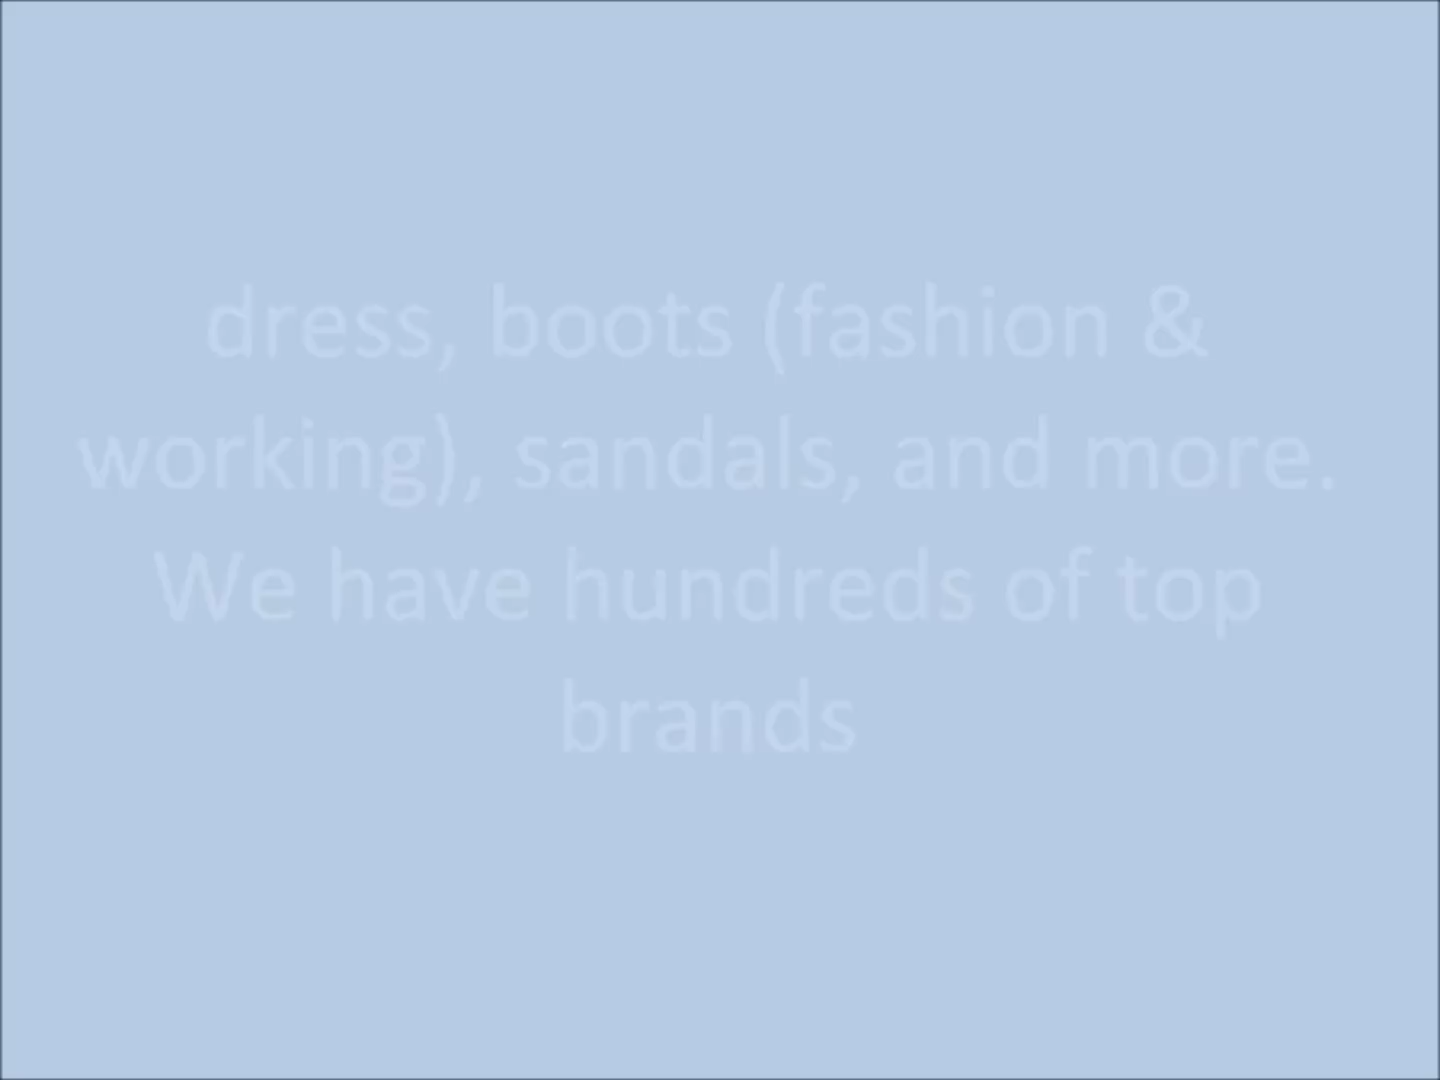 dress, boots (fashion &
working), sandals, and more.
We have hundreds of top
brands